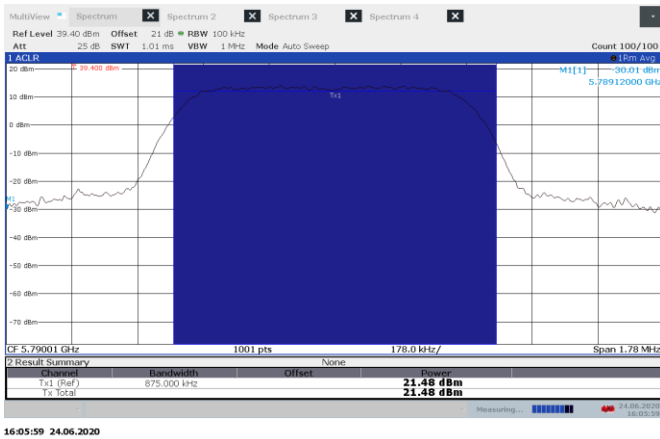 MultiView Spectrum X Spectrum 2 X Spectrum 3 X Spectrum 4 X
Ref Level 39.40 dBm Offset 21 dB RBW 100 kHz
Att 25 dB SWT 1.01 ms VBW 1 MHz Mode Auto Sweep Count 100/100
1 ACLR 1Rm Avg
20 dBm 39.400 dBm M1[1] -30.01 dBm
5.78912000 GHz
Tx1
10 dBm
0 dBm
-10 dBm
-20 dBm
M1
-30 dBm
-40 dBm
-50 dBm
-60 dBm
-70 dBm
CF 5.79001 GHz 1001 pts 178.0 kHz/ Span 1.78 MHz
2 Result Summary None
Channel Bandwidth Offset Power
Tx1 (Ref) 875.000 kHz 21.48 dBm
Tx Total 21.48 dBm
Measuring... 24.06.2020
16:05:59
16:05:59 24.06.2020